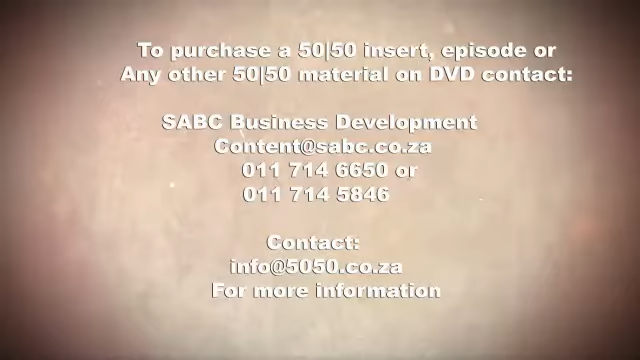 To purchase a 50|50 insert, episode or
Any other 50|50 material on DVD contact:
SABC Business Development
Content@sabc.co.za
011 714 6650 or
011 714 5846
Contact:
info@5050.co.za
For more information